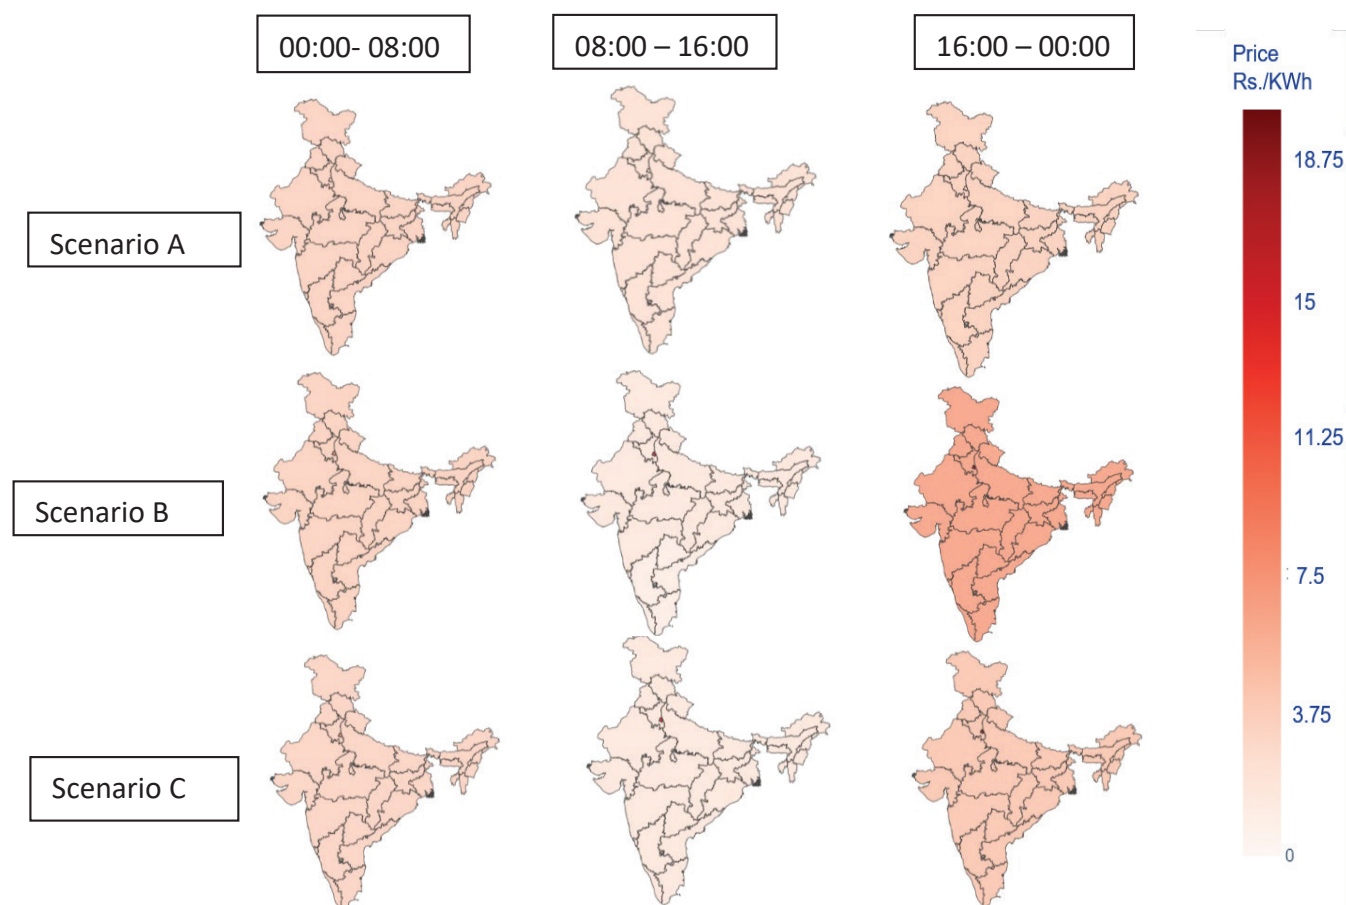 00:00- 08:00
08:00 – 16:00
16:00 – 00:00
Price
Rs./KWh
18.75
Scenario A
15
11.25
Scenario B
7.5
3.75
Scenario C
0